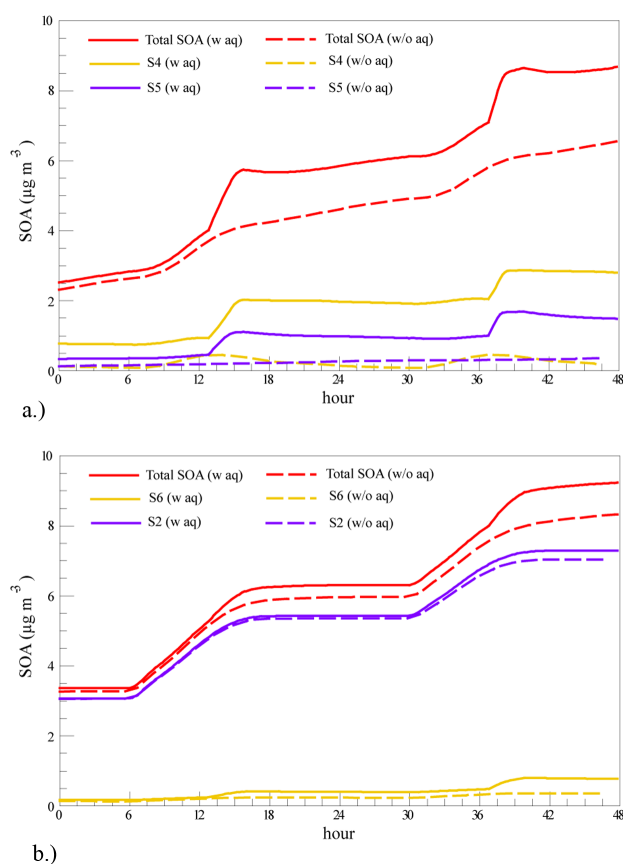 10
Total SOA (w aq) Total SOA (w/o aq)
S4 (w aq) S4 (w/o aq)
S5 (w aq) S5 (w/o aq)
8
6
4
2
0
SOA (µg m⁻³)
0 6 12 18 24 30 36 42 48
hour
a.)
10
Total SOA (w aq) Total SOA (w/o aq)
S6 (w aq) S6 (w/o aq)
S2 (w aq) S2 (w/o aq)
8
6
4
2
0
SOA (µg m⁻³)
0 6 12 18 24 30 36 42 48
hour
b.)